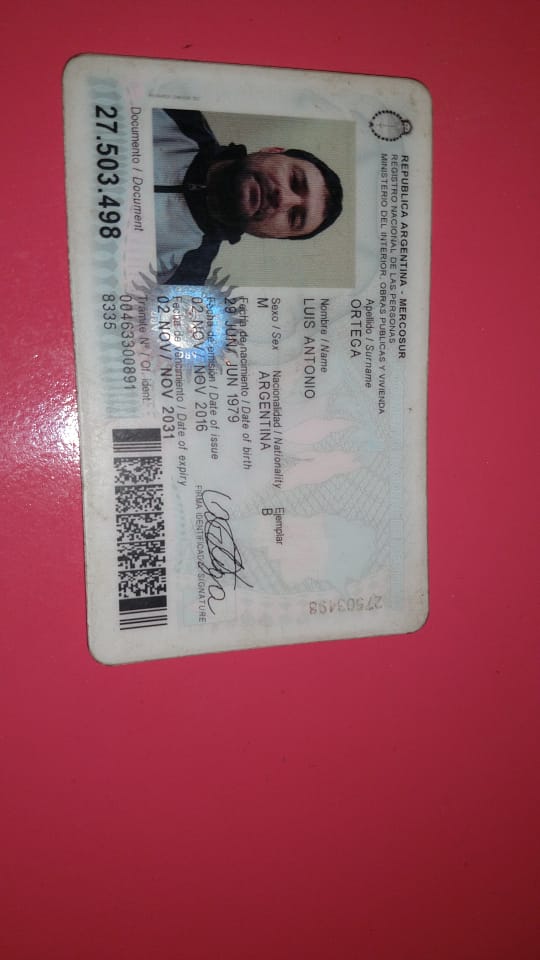 REPUBLICA ARGENTINA - MERCOSUR
REGISTRO NACIONAL DE LAS PERSONAS
MINISTERIO DEL INTERIOR, OBRAS PUBLICAS Y VIVIENDA
Apellido / Surname
ORTEGA
Nombre / Name
LUIS ANTONIO
Sexo / Sex Nacionalidad / Nationality Ejemplar
M ARGENTINA B
Fecha de nacimiento / Date of birth
29 JUN/ JUN 1979
Fecha de emisión / Date of issue
02 NOV/ NOV 2016
Fecha de vencimiento / Date of expiry
02 NOV/ NOV 2031
FIRMA IDENTIFICADO / SIGNATURE
Trámite Nº / Of. ident.
00463300891
8335
Documento / Document
27.503.498
27503498